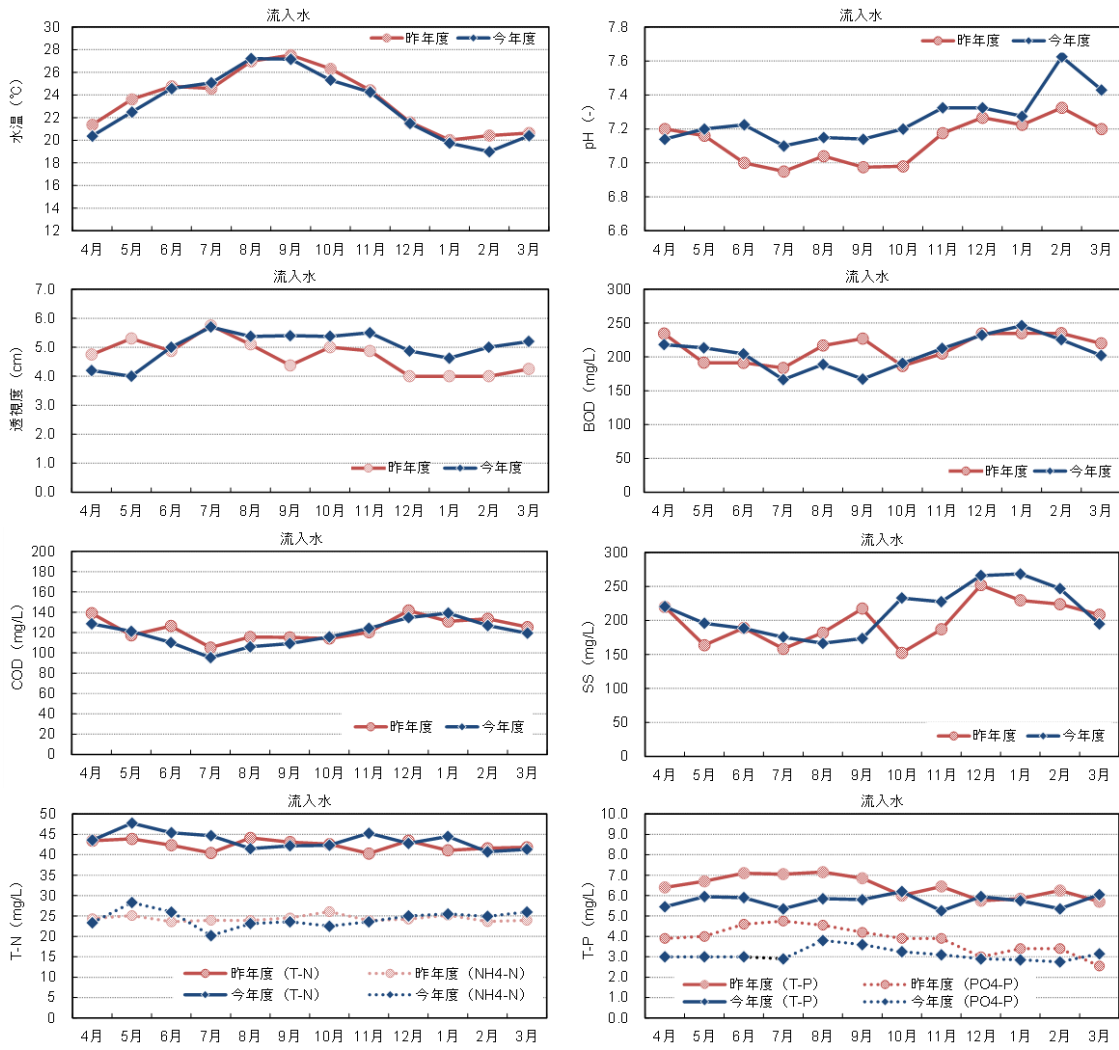 流入水
水温（℃）
30
28
26
24
22
20
18
16
14
12
昨年度 今年度
4月 5月 6月 7月 8月 9月 10月 11月 12月 1月 2月 3月
流入水
pH（-）
7.8
7.6
7.4
7.2
7.0
6.8
6.6
昨年度 今年度
4月 5月 6月 7月 8月 9月 10月 11月 12月 1月 2月 3月
流入水
透視度（cm）
7.0
6.0
5.0
4.0
3.0
2.0
1.0
0.0
昨年度 今年度
4月 5月 6月 7月 8月 9月 10月 11月 12月 1月 2月 3月
流入水
BOD（mg/L）
300
250
200
150
100
50
0
昨年度 今年度
4月 5月 6月 7月 8月 9月 10月 11月 12月 1月 2月 3月
流入水
COD（mg/L）
200
180
160
140
120
100
80
60
40
20
0
昨年度 今年度
4月 5月 6月 7月 8月 9月 10月 11月 12月 1月 2月 3月
流入水
SS（mg/L）
300
250
200
150
100
50
0
昨年度 今年度
4月 5月 6月 7月 8月 9月 10月 11月 12月 1月 2月 3月
流入水
T-N（mg/L）
50
45
40
35
30
25
20
15
10
5
0
昨年度（T-N） 昨年度（NH4-N）
今年度（T-N） 今年度（NH4-N）
4月 5月 6月 7月 8月 9月 10月 11月 12月 1月 2月 3月
流入水
T-P（mg/L）
10.0
9.0
8.0
7.0
6.0
5.0
4.0
3.0
2.0
1.0
0.0
昨年度（T-P） 昨年度（PO4-P）
今年度（T-P） 今年度（PO4-P）
4月 5月 6月 7月 8月 9月 10月 11月 12月 1月 2月 3月